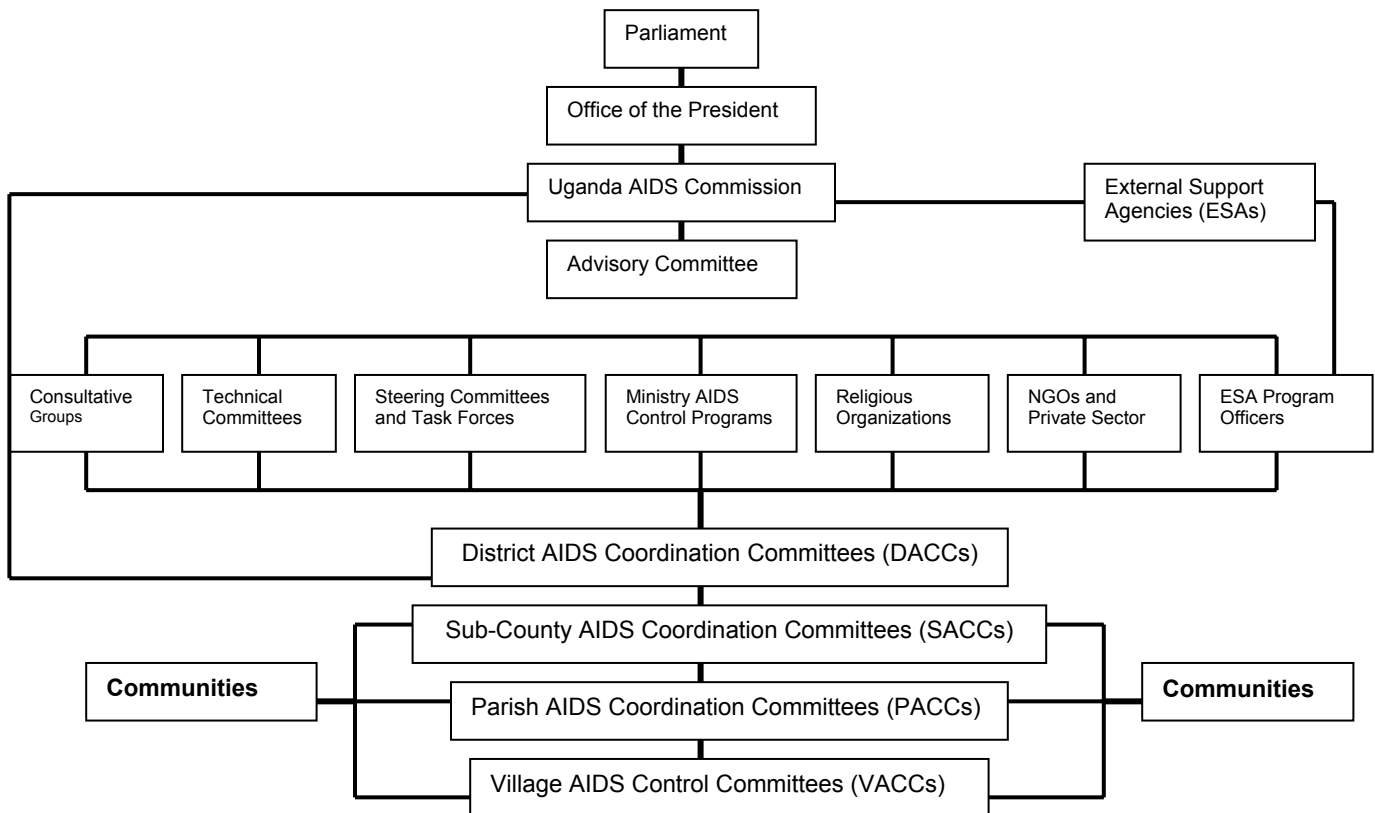 Parliament
Office of the President
Uganda AIDS Commission
External Support
Agencies (ESAs)
Advisory Committee
Consultative
Groups
Technical
Committees
Steering Committees
and Task Forces
Ministry AIDS
Control Programs
Religious
Organizations
NGOs and
Private Sector
ESA Program
Officers
District AIDS Coordination Committees (DACCs)
Sub-County AIDS Coordination Committees (SACCs)
Communities
Communities
Parish AIDS Coordination Committees (PACCs)
Village AIDS Control Committees (VACCs)